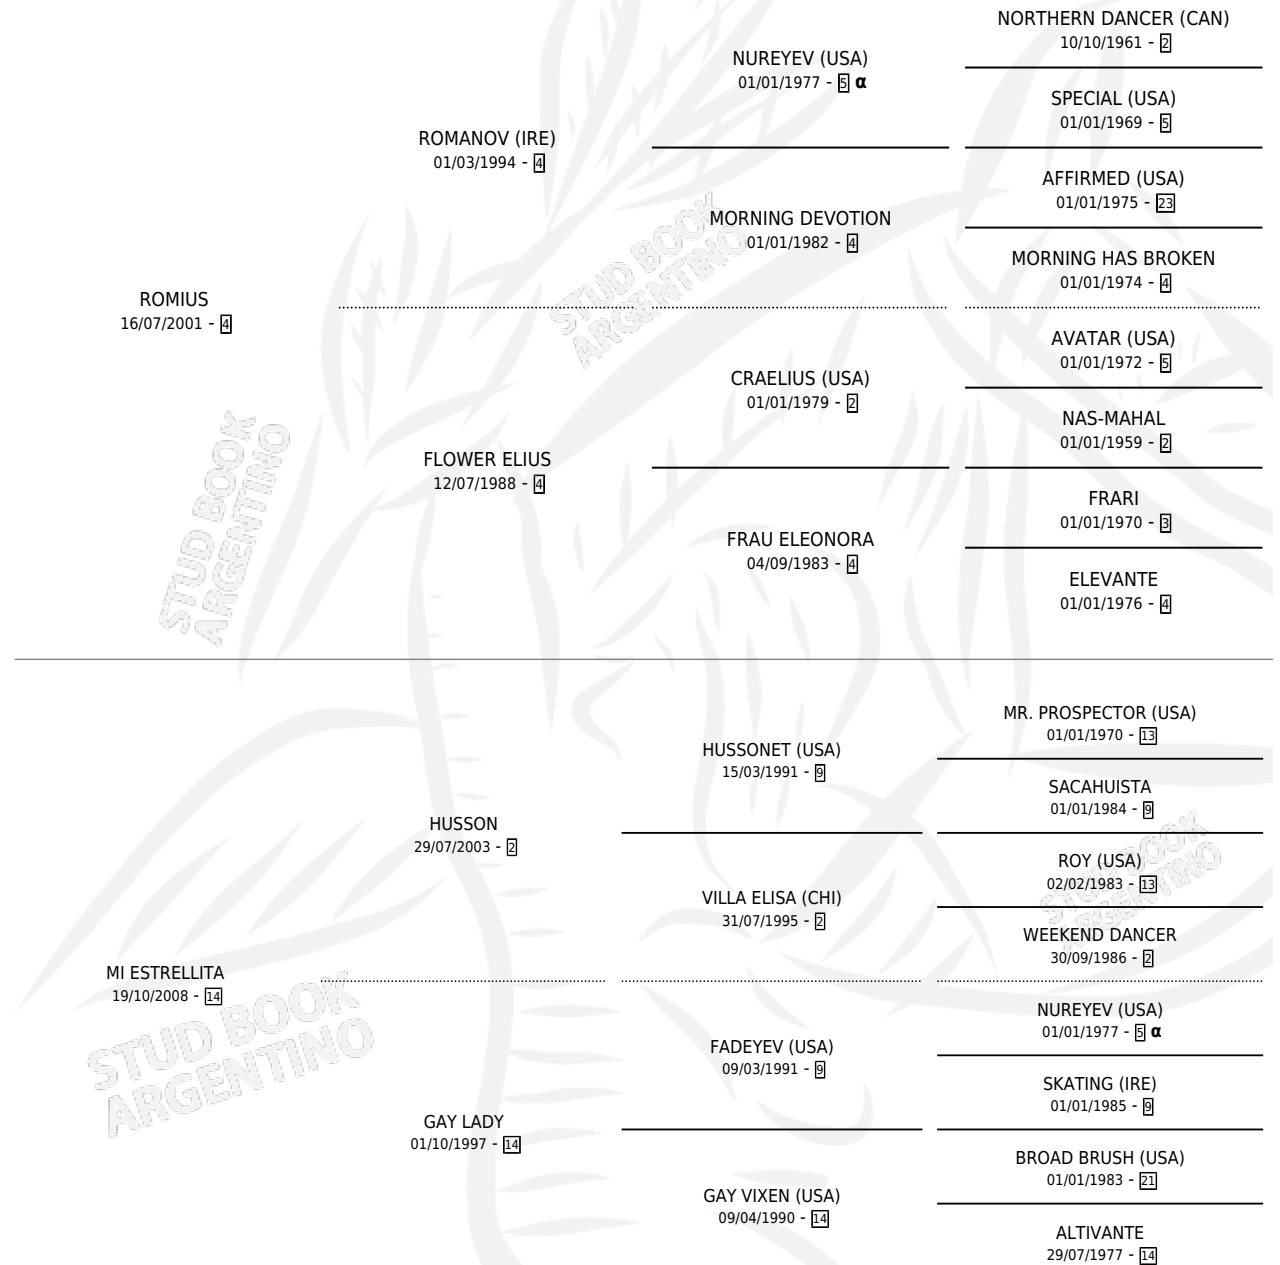 NORTHERN DANCER (CAN)
10/10/1961 - 2
NUREYEV (USA)
01/01/1977 - 5 α
SPECIAL (USA)
01/01/1969 - 5
ROMANOV (IRE)
01/03/1994 - 4
AFFIRMED (USA)
01/01/1975 - 23
MORNING DEVOTION
01/01/1982 - 4
MORNING HAS BROKEN
01/01/1974 - 4
ROMIUS
16/07/2001 - 4
AVATAR (USA)
01/01/1972 - 5
CRAELIUS (USA)
01/01/1979 - 2
NAS-MAHAL
01/01/1959 - 2
FLOWER ELIUS
12/07/1988 - 4
FRARI
01/01/1970 - 3
FRAU ELEONORA
04/09/1983 - 4
ELEVANTE
01/01/1976 - 4
MR. PROSPECTOR (USA)
01/01/1970 - 13
HUSSONET (USA)
15/03/1991 - 9
SACAHUISTA
01/01/1984 - 9
HUSSON
29/07/2003 - 2
ROY (USA)
02/02/1983 - 13
VILLA ELISA (CHI)
31/07/1995 - 2
WEEKEND DANCER
30/09/1986 - 2
MI ESTRELLITA
19/10/2008 - 14
NUREYEV (USA)
01/01/1977 - 5 α
FADEYEV (USA)
09/03/1991 - 9
SKATING (IRE)
01/01/1985 - 9
GAY LADY
01/10/1997 - 14
BROAD BRUSH (USA)
01/01/1983 - 21
GAY VIXEN (USA)
09/04/1990 - 14
ALTIVANTE
29/07/1977 - 14
STUD BOOK
ARGENTINO
STUD BOOK
ARGENTINO
STUD BOOK
ARGENTINO
STUD BOOK
ARGENTINO